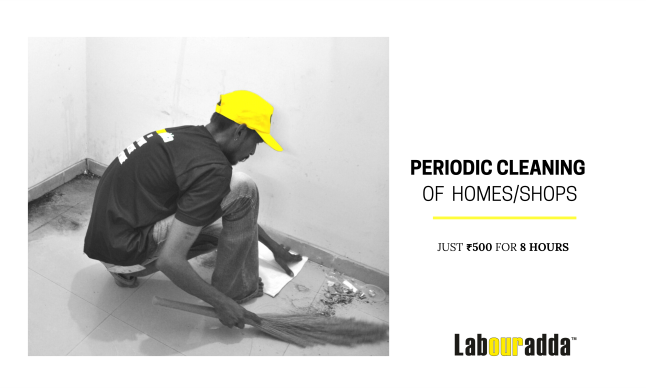 PERIODIC CLEANING
OF HOMES/SHOPS
JUST ₹500 FOR 8 HOURS
Labouradda™